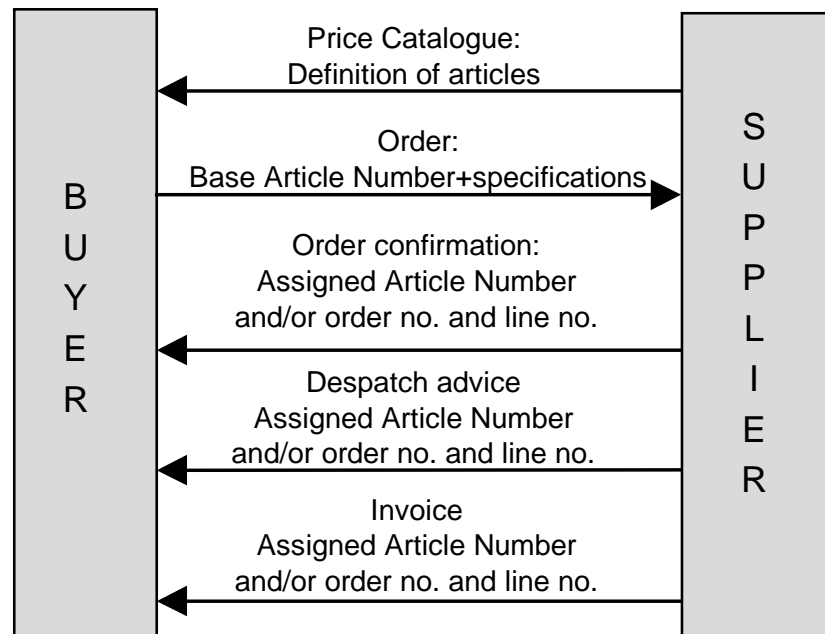 Price Catalogue:
Definition of articles
Order:
Base Article Number+specifications
Order confirmation:
Assigned Article Number
and/or order no. and line no.
Despatch advice
Assigned Article Number
and/or order no. and line no.
Invoice
Assigned Article Number
and/or order no. and line no.
BUYER
SUPPLIER